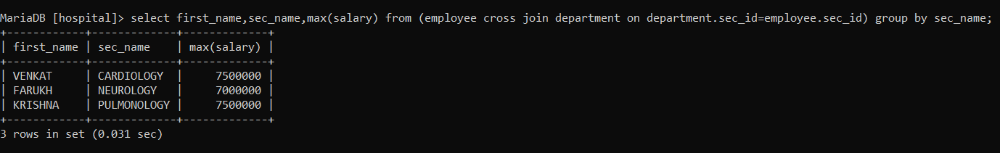 MariaDB [hospital]> select first_name,sec_name,max(salary) from (employee cross join department on department.sec_id=employee.sec_id) group by sec_name;
+------------+-------------+-------------+
| first_name | sec_name    | max(salary) |
+------------+-------------+-------------+
| VENKAT     | CARDIOLOGY  |     7500000 |
| FARUKH     | NEUROLOGY   |     7000000 |
| KRISHNA    | PULMONOLOGY |     7500000 |
+------------+-------------+-------------+
3 rows in set (0.031 sec)